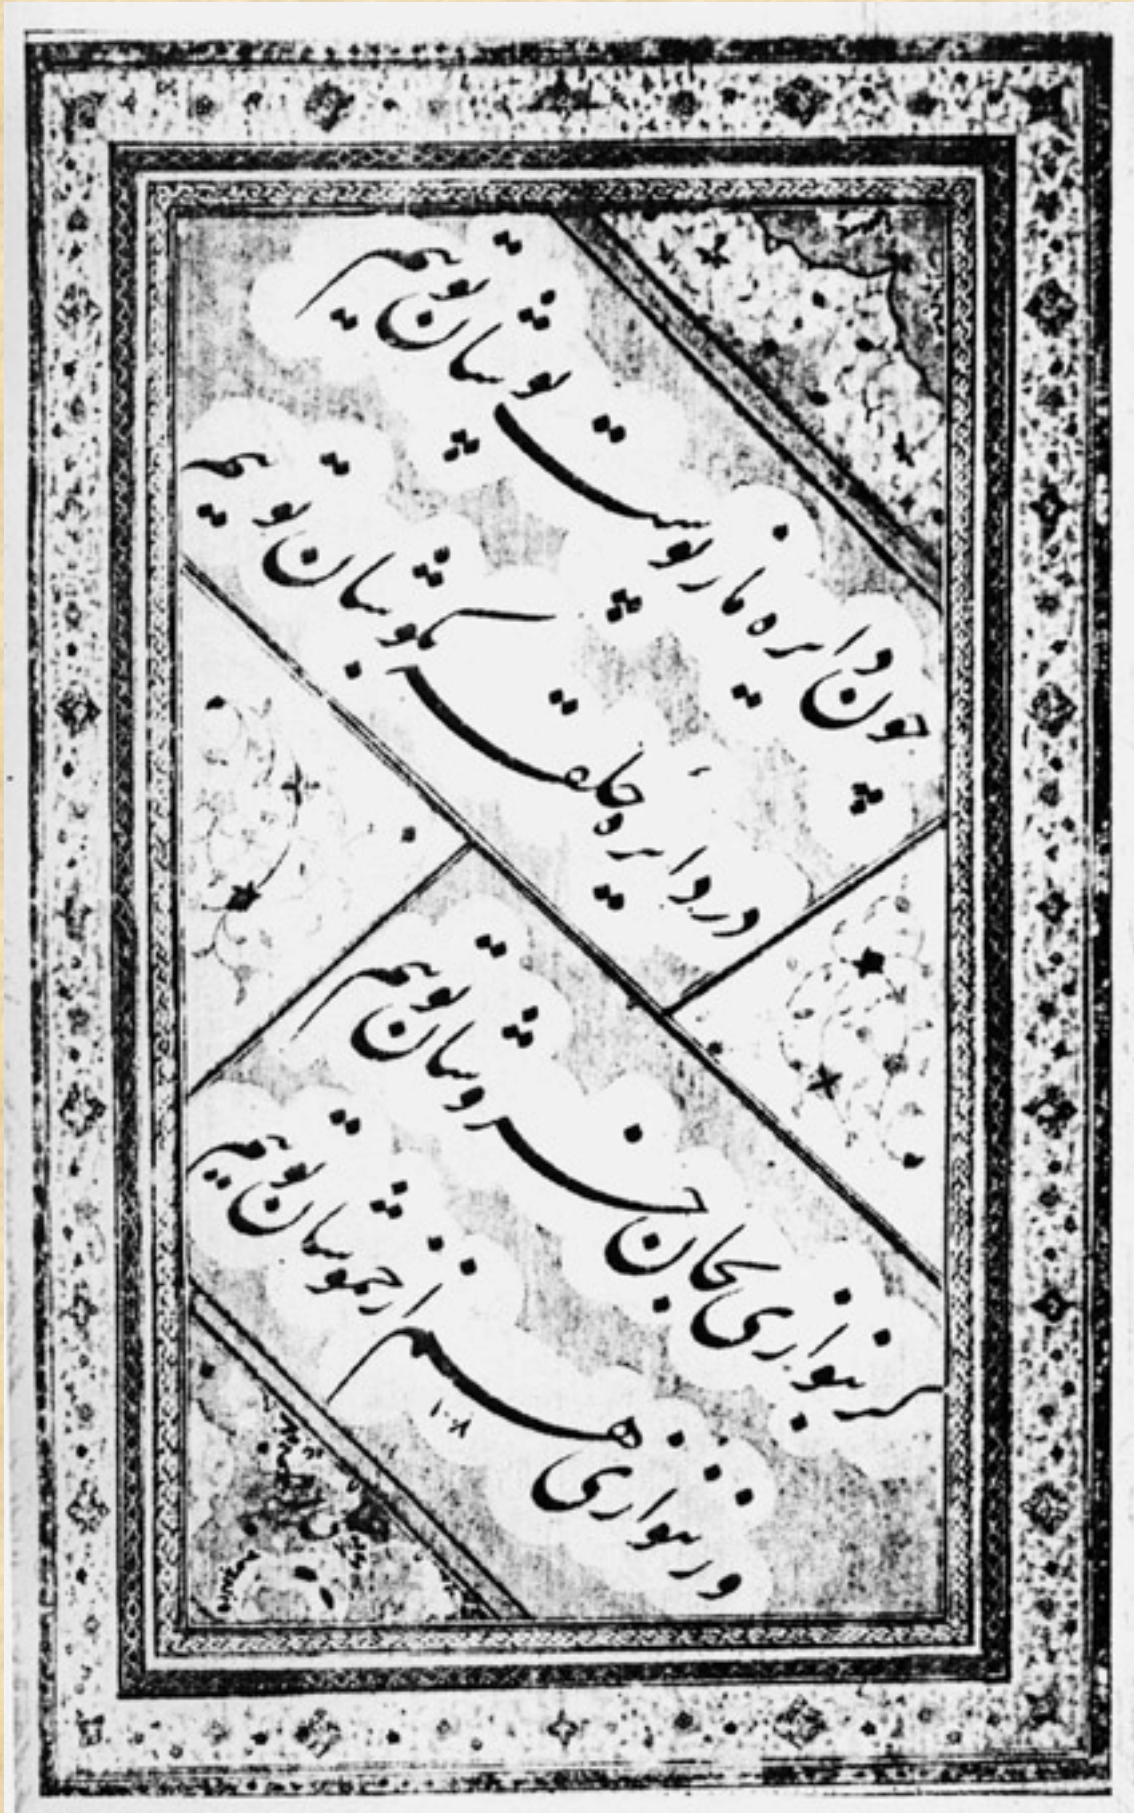 چون دایره ما ز پوست پوشان توییم
در دایره حلقه بگوشان توییم
گر بنوازی بجان خروشان توییم
ور ننوازی هم از خموشان توییم
۱۰۰۸